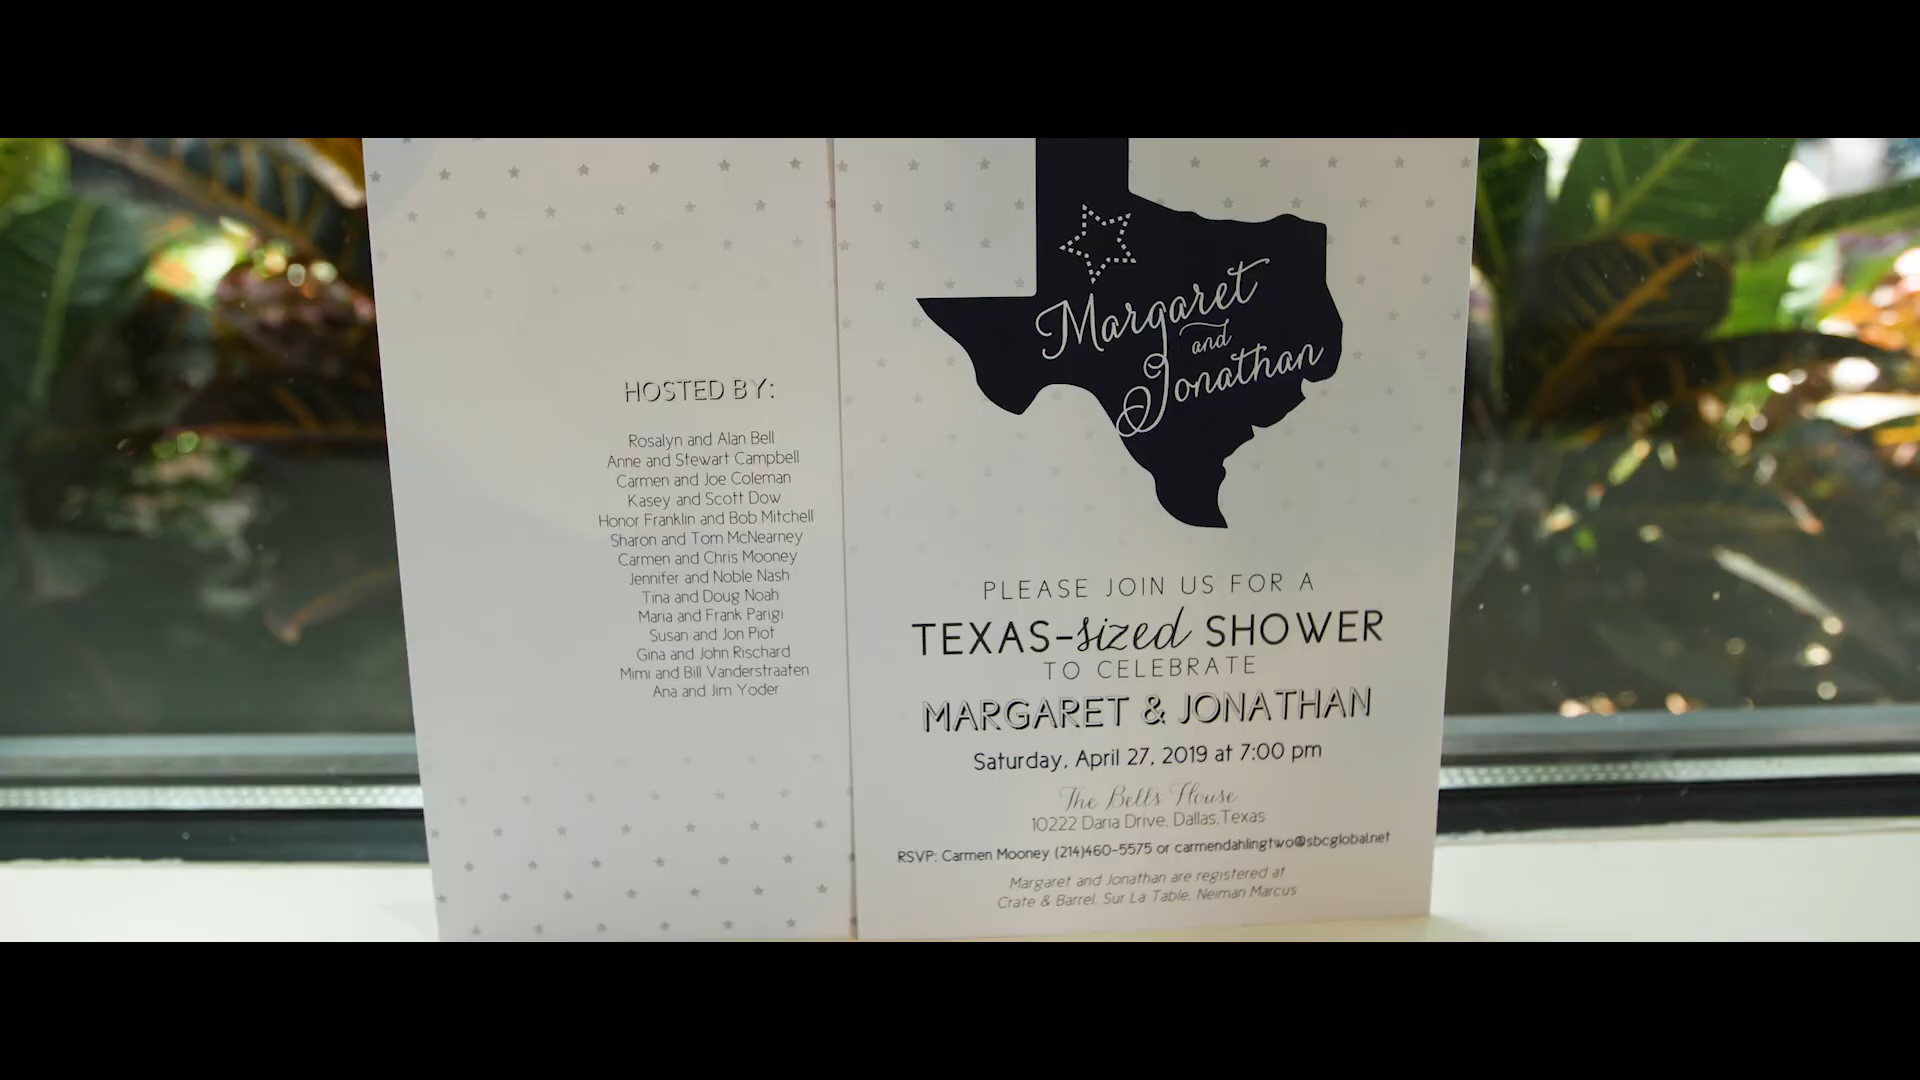 HOSTED BY:
Rosalyn and Alan Bell
Anne and Stewart Campbell
Carmen and Joe Coleman
Kasey and Scott Dow
Honor Franklin and Bob Mitchell
Sharon and Tom McNearney
Carmen and Chris Mooney
Jennifer and Noble Nash
Tina and Doug Noah
Maria and Frank Parigi
Susan and Jon Piot
Gina and John Rischard
Mimi and Bill Vanderstraaten
Ana and Jim Yoder
Margaret
and
Jonathan
PLEASE JOIN US FOR A
TEXAS-sized SHOWER
TO CELEBRATE
MARGARET & JONATHAN
Saturday, April 27, 2019 at 7:00 pm
The Bell's House
10222 Daria Drive, Dallas, Texas
RSVP: Carmen Mooney (214)460-5575 or carmendahlingtwo@sbcglobal.net
Margaret and Jonathan are registered at
Crate & Barrel, Sur La Table, Neiman Marcus